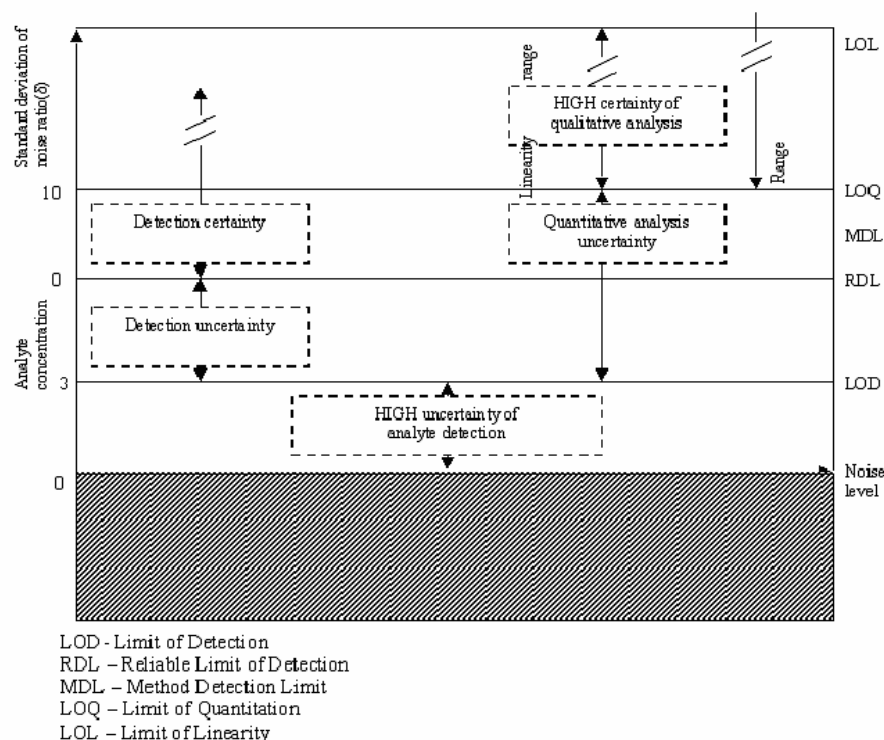 LOL
Standard deviation of
noise ratio(δ)
range
HIGH certainty of
qualitative analysis
Linearity
Range
10
LOQ
Detection certainty
Quantitative analysis
uncertainty
MDL
0
RDL
Detection uncertainty
Analyte
concentration
3
LOD
HIGH uncertainty of
analyte detection
0
Noise
level
LOD - Limit of Detection
RDL – Reliable Limit of Detection
MDL – Method Detection Limit
LOQ – Limit of Quantitation
LOL – Limit of Linearity